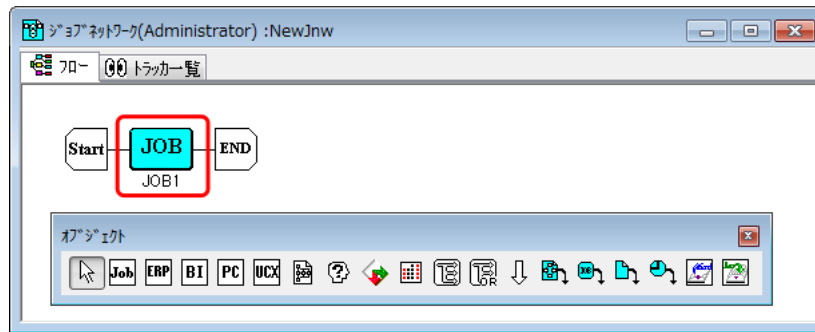 ｼﾞｮﾌﾞﾈｯﾄﾜｰｸ(Administrator) :NewJnw
ﾌﾛｰ ﾄﾗｯｶｰ一覧
Start JOB END
JOB1
ｵﾌﾞｼﾞｪｸﾄ
Job ERP BI PC UCX OR